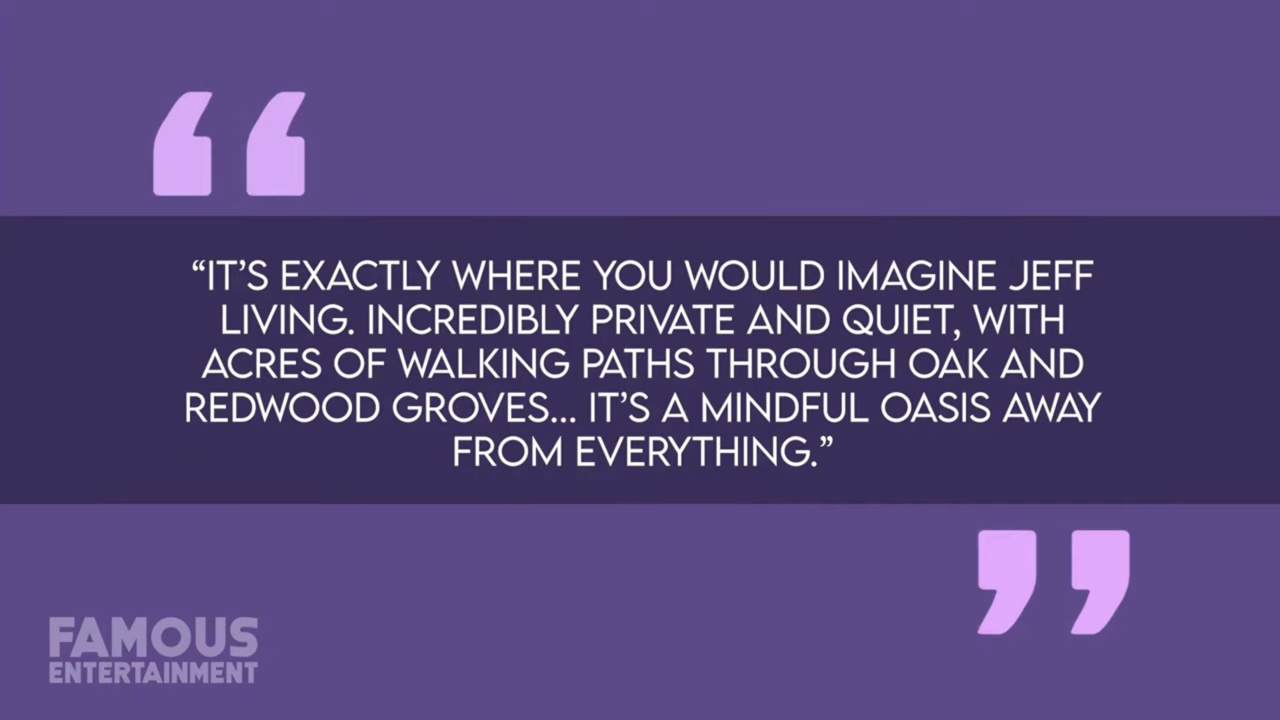 “IT’S EXACTLY WHERE YOU WOULD IMAGINE JEFF
LIVING. INCREDIBLY PRIVATE AND QUIET, WITH
ACRES OF WALKING PATHS THROUGH OAK AND
REDWOOD GROVES... IT’S A MINDFUL OASIS AWAY
FROM EVERYTHING.”
FAMOUS
ENTERTAINMENT